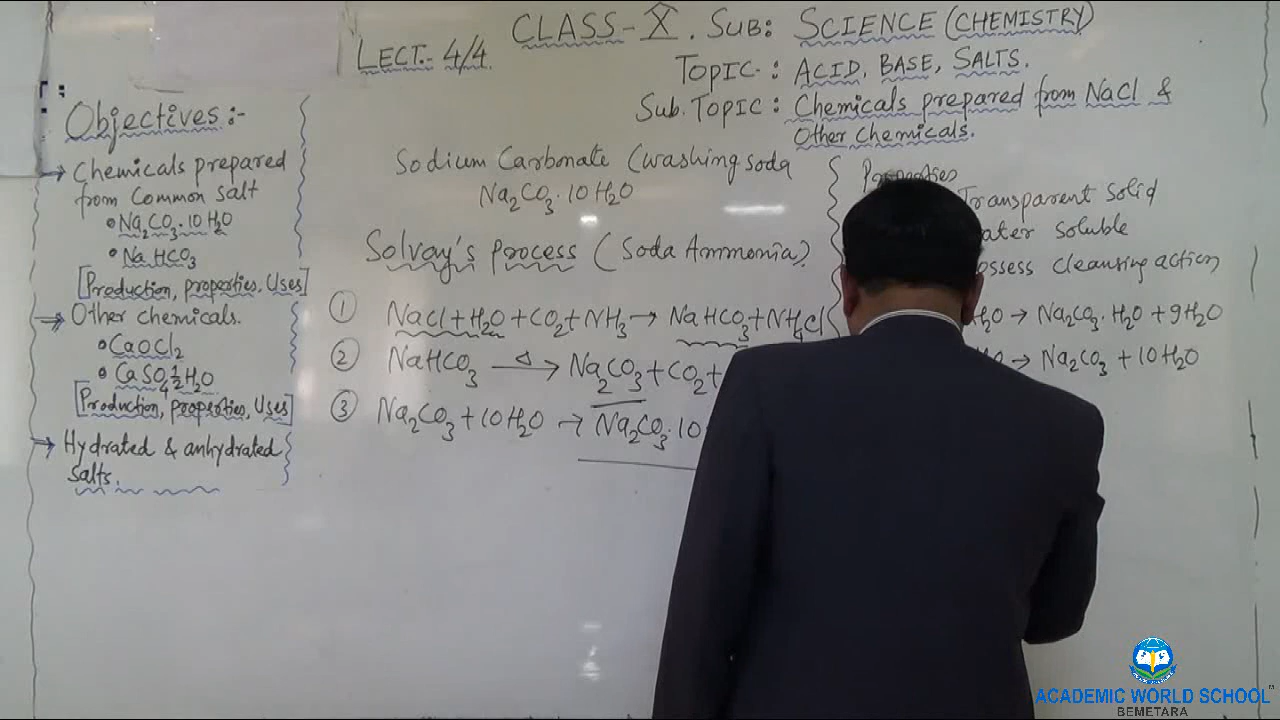 LECT.- 4/4
CLASS-X. SUB: SCIENCE (CHEMISTRY)
TOPIC-: ACID, BASE, SALTS.
SUB. TOPIC: Chemicals prepared from NaCl &
Other Chemicals.
Objectives:-
→ Chemicals prepared
from Common salt
• Na₂CO₃·10H₂O
• NaHCO₃
[Production, properties, Uses]
⇒ Other chemicals.
• CaOCl₂
• CaSO₄½H₂O
[Production, properties, Uses]
⇒ Hydrated & anhydrated
salts.
Sodium Carbonate (washing soda
Na₂CO₃·10H₂O
Solvay's process (Soda Ammonia).
① NaCl+H₂O+CO₂+NH₃→NaHCO₃+NH₄Cl
② NaHCO₃ —Δ→ Na₂CO₃+CO₂+
③ Na₂CO₃+10H₂O → Na₂CO₃·10
Properties
Transparent Solid
ater soluble
ossess cleansing action
H₂O → Na₂CO₃·H₂O + 9H₂O
→ Na₂CO₃ + 10H₂O
ACADEMIC WORLD SCHOOL
BEMETARA